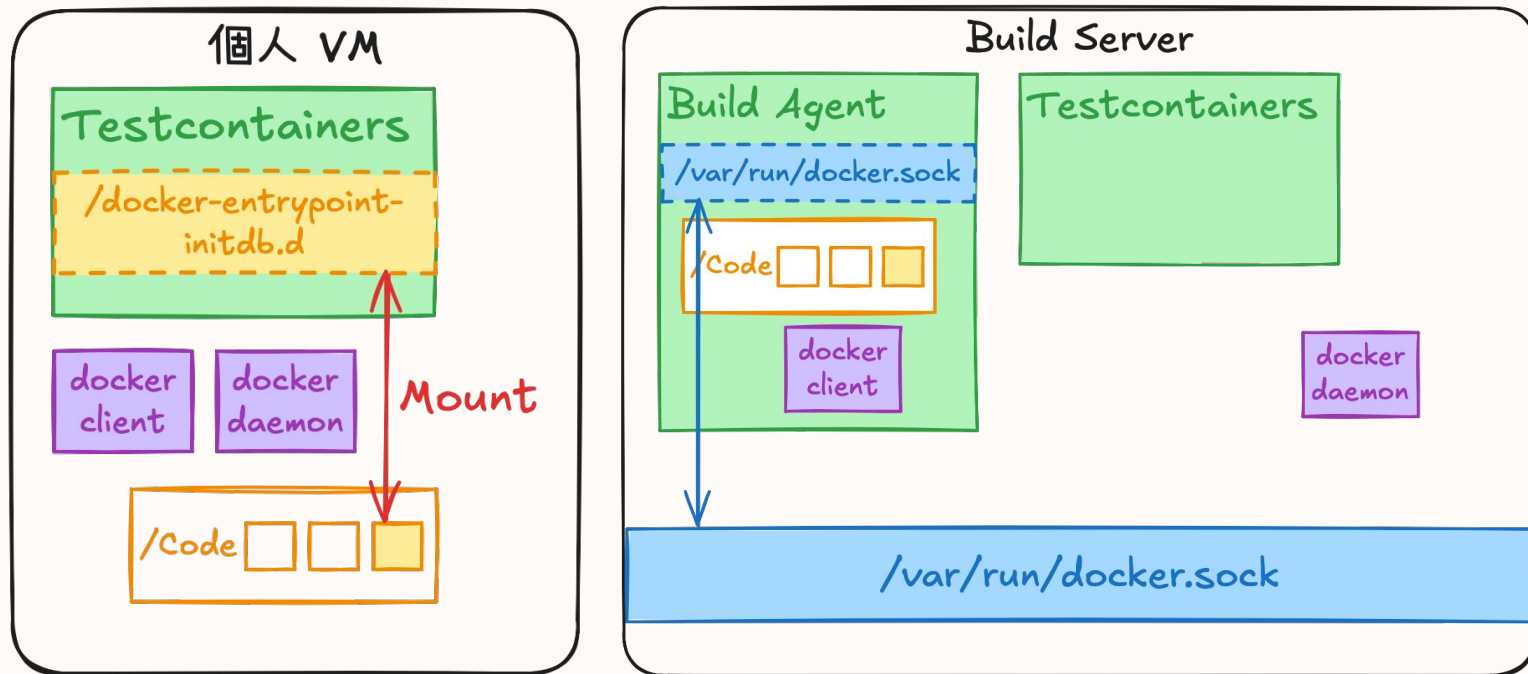 個人 VM
Testcontainers
/docker-entrypoint-
initdb.d
docker
client
docker
daemon
Mount
/Code
Build Server
Build Agent
/var/run/docker.sock
/Code
docker
client
Testcontainers
docker
daemon
/var/run/docker.sock